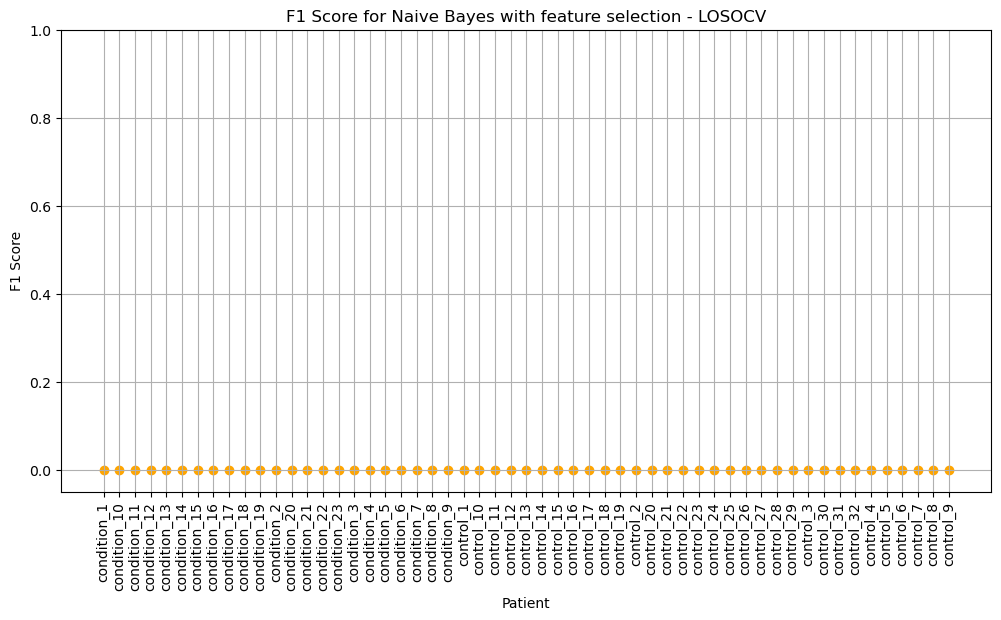 F1 Score for Naive Bayes with feature selection - LOSOCV
F1 Score
1.0
0.8
0.6
0.4
0.2
0.0
condition_1
condition_10
condition_11
condition_12
condition_13
condition_14
condition_15
condition_16
condition_17
condition_18
condition_19
condition_2
condition_20
condition_21
condition_22
condition_23
condition_3
condition_4
condition_5
condition_6
condition_7
condition_8
condition_9
control_1
control_10
control_11
control_12
control_13
control_14
control_15
control_16
control_17
control_18
control_19
control_2
control_20
control_21
control_22
control_23
control_24
control_25
control_26
control_27
control_28
control_29
control_3
control_30
control_31
control_32
control_4
control_5
control_6
control_7
control_8
control_9
Patient